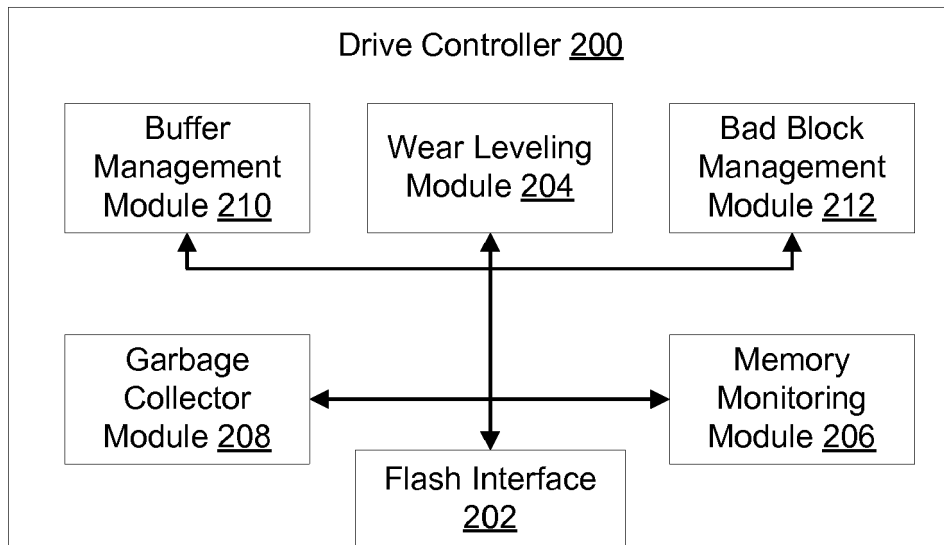 Drive Controller 200
Buffer
Management
Module 210
Wear Leveling
Module 204
Bad Block
Management
Module 212
Garbage
Collector
Module 208
Memory
Monitoring
Module 206
Flash Interface
202